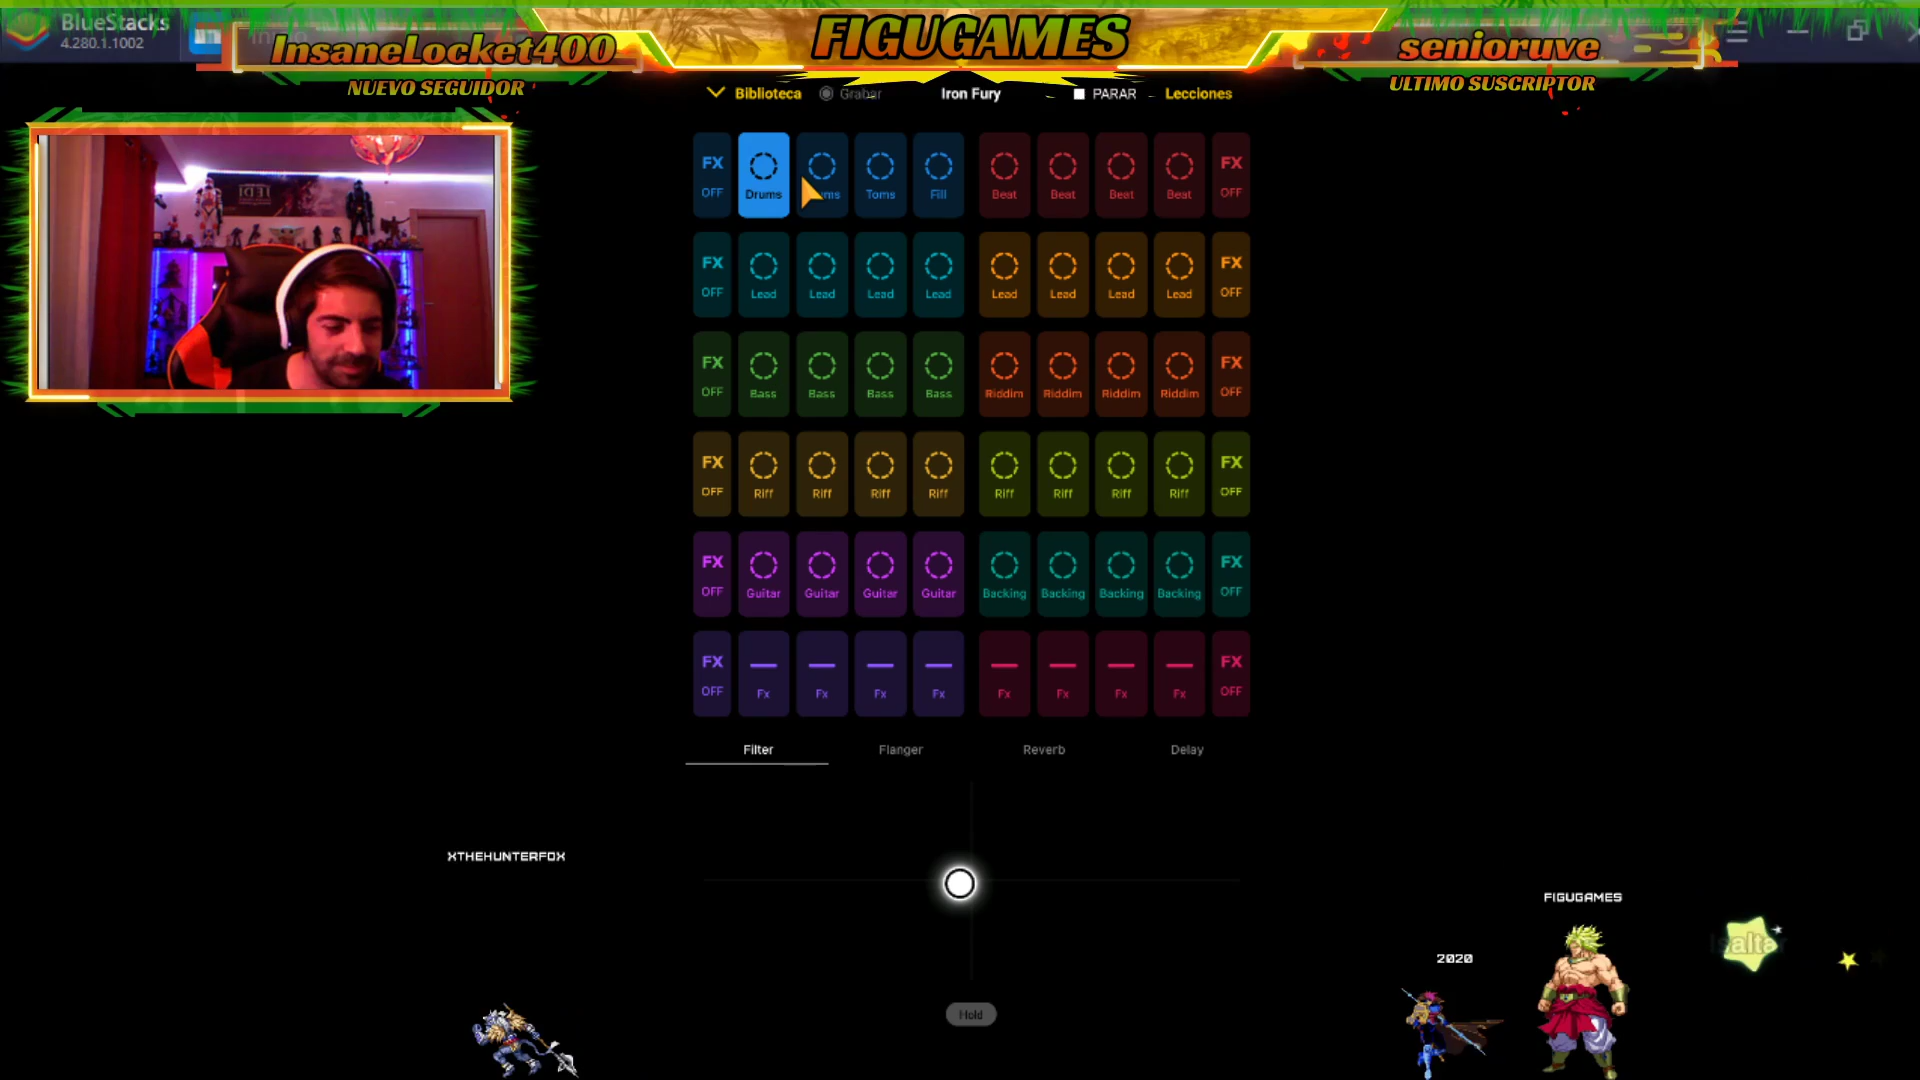 BlueStacks
4.280.1.1002
InsaneLocket400
NUEVO SEGUIDOR
FIGUGAMES
senioruve
ULTIMO SUSCRIPTOR
Biblioteca Grabar Iron Fury PARAR Lecciones
FX Drums Toms Fill Beat Beat Beat Beat FX
OFF OFF
FX Lead Lead Lead Lead Lead Lead Lead Lead FX
OFF OFF
FX Bass Bass Bass Bass Riddim Riddim Riddim Riddim FX
OFF OFF
FX Riff Riff Riff Riff Riff Riff Riff Riff FX
OFF OFF
FX Guitar Guitar Guitar Guitar Backing Backing Backing Backing FX
OFF OFF
FX Fx Fx Fx Fx Fx Fx Fx Fx FX
OFF OFF
Filter Flanger Reverb Delay
XTHEHUNTERFOX
FIGUGAMES
2020
Hold
JEDI